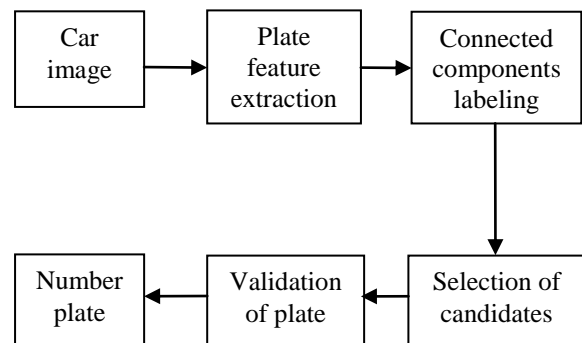 Car
image
Plate
feature
extraction
Connected
components
labeling
Selection of
candidates
Validation
of plate
Number
plate